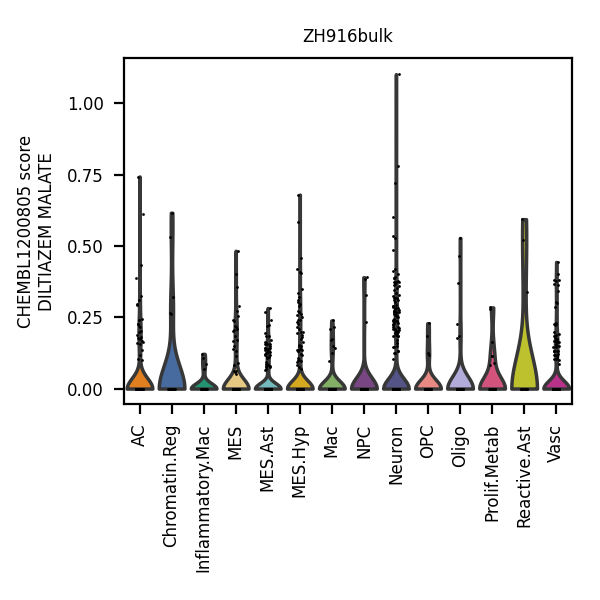 ZH916bulk
CHEMBL1200805 score
DILTIAZEM MALATE
1.00
0.75
0.50
0.25
0.00
AC
Chromatin.Reg
Inflammatory.Mac
MES
MES.Ast
MES.Hyp
Mac
NPC
Neuron
OPC
Oligo
Prolif.Metab
Reactive.Ast
Vasc